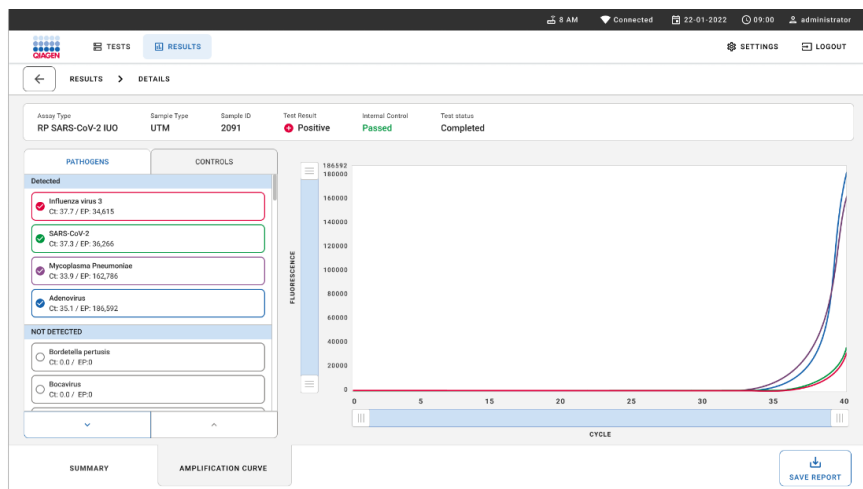 8 AM Connected 22-01-2022 09:00 administrator
QIAGEN TESTS RESULTS SETTINGS LOGOUT
RESULTS > DETAILS
Assay Type Sample Type Sample ID Test Result Internal Control Test status
RP SARS-CoV-2 IUO UTM 2091 Positive Passed Completed
PATHOGENS CONTROLS
Detected
Influenza virus 3
Ct: 37.7 / EP: 34,615
SARS-CoV-2
Ct: 37.3 / EP: 36,266
Mycoplasma Pneumoniae
Ct: 33.9 / EP: 162,786
Adenovirus
Ct: 35.1 / EP: 186,592
NOT DETECTED
Bordetella pertusis
Ct: 0.0 / EP:0
Bocavirus
Ct: 0.0 / EP:0
FLUORESCENCE
186592
180000
160000
140000
120000
100000
80000
60000
40000
20000
0
0 5 15 20 25 30 35 40
CYCLE
SUMMARY AMPLIFICATION CURVE SAVE REPORT